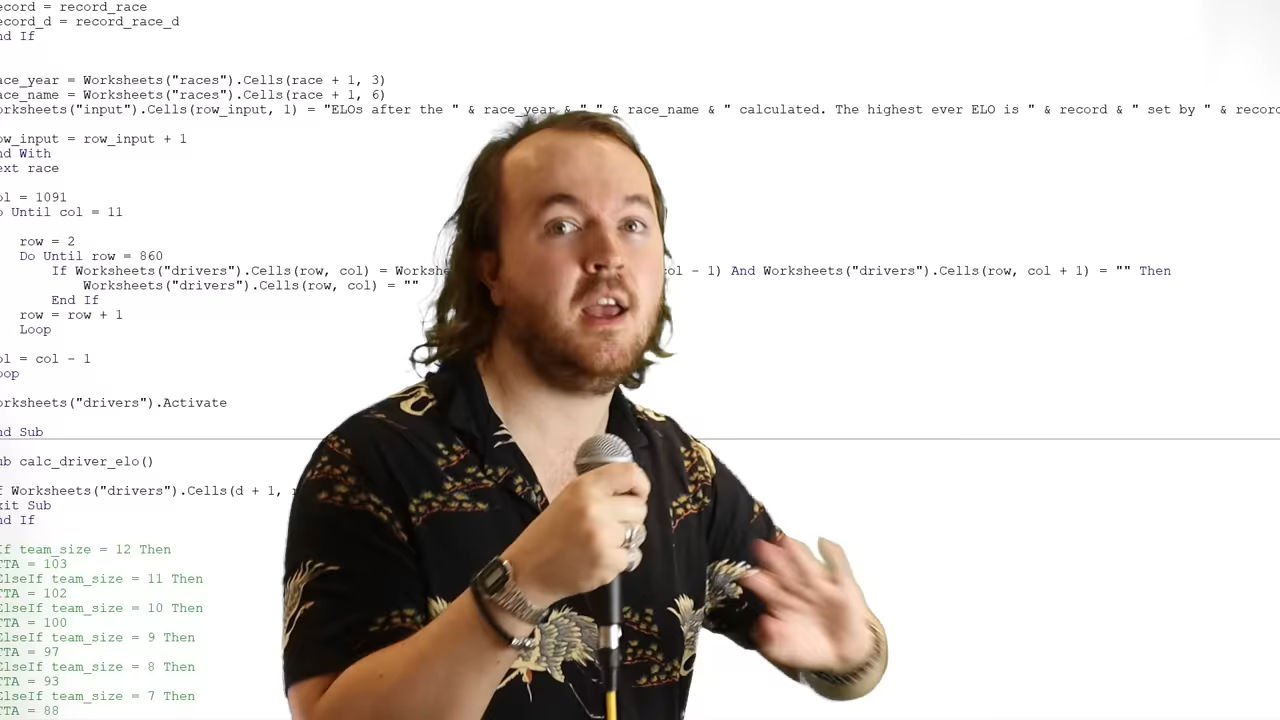 ecord = record_race
ecord_d = record_race_d
nd If
ace_year = Worksheets("races").Cells(race + 1, 3)
ace_name = Worksheets("races").Cells(race + 1, 6)
orksheets("input").Cells(row_input, 1) = "ELOs after the " & race_year & " " & race_name & " calculated. The highest ever ELO is " & record & " set by " & record
ow_input = row_input + 1
nd With
ext race
ol = 1091
o Until col = 11
row = 2
Do Until row = 860
If Worksheets("drivers").Cells(row, col) = Workshe ol - 1) And Worksheets("drivers").Cells(row, col + 1) = "" Then
Worksheets("drivers").Cells(row, col) = ""
End If
row = row + 1
Loop
ol = col - 1
oop
orksheets("drivers").Activate
nd Sub
ub calc_driver_elo()
f Worksheets("drivers").Cells(d + 1,
xit Sub
nd If
If team_size = 12 Then
TTA = 103
ElseIf team_size = 11 Then
TTA = 102
ElseIf team_size = 10 Then
TTA = 100
ElseIf team_size = 9 Then
TTA = 97
ElseIf team_size = 8 Then
TTA = 93
ElseIf team_size = 7 Then
TTA = 88